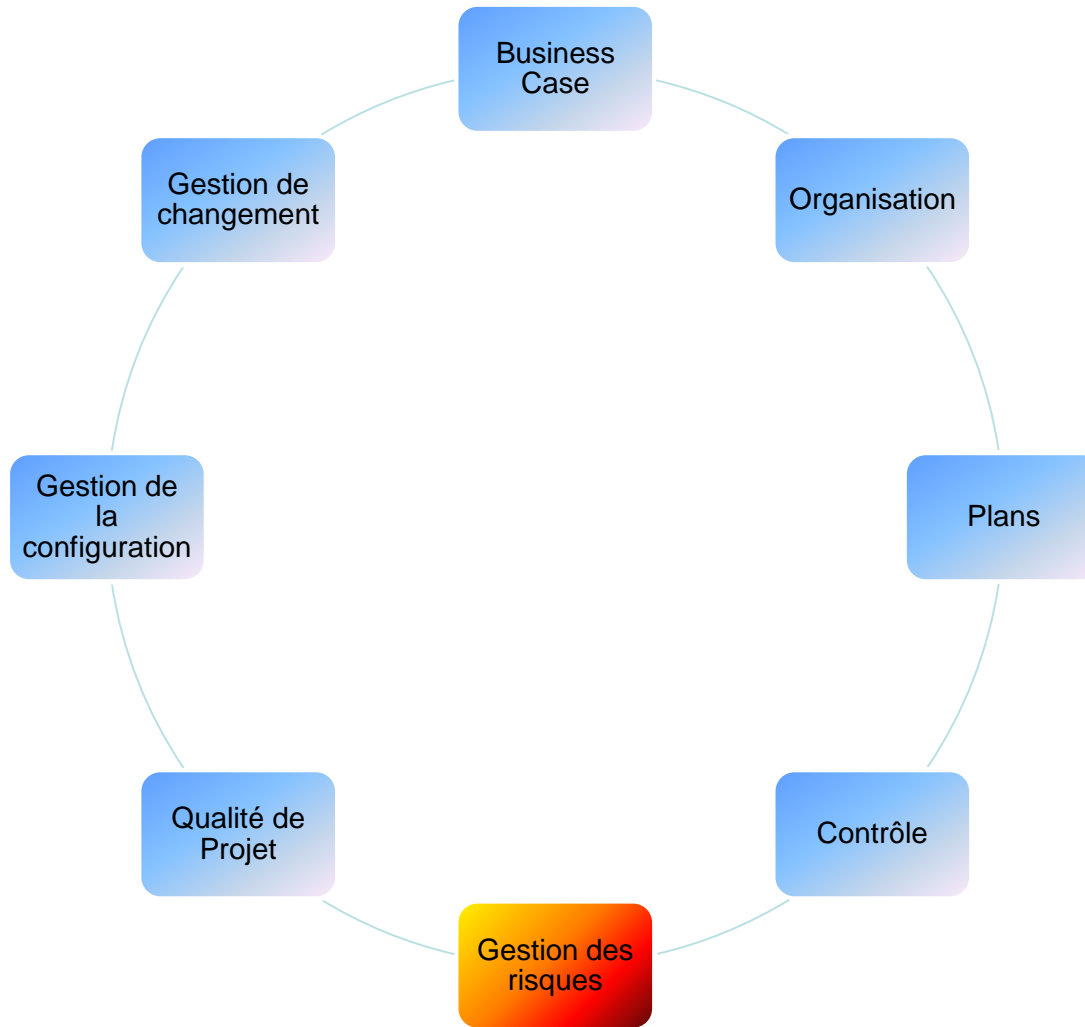 Business
Case
Gestion de
changement
Organisation
Gestion de
la
configuration
Plans
Qualité de
Projet
Contrôle
Gestion des
risques